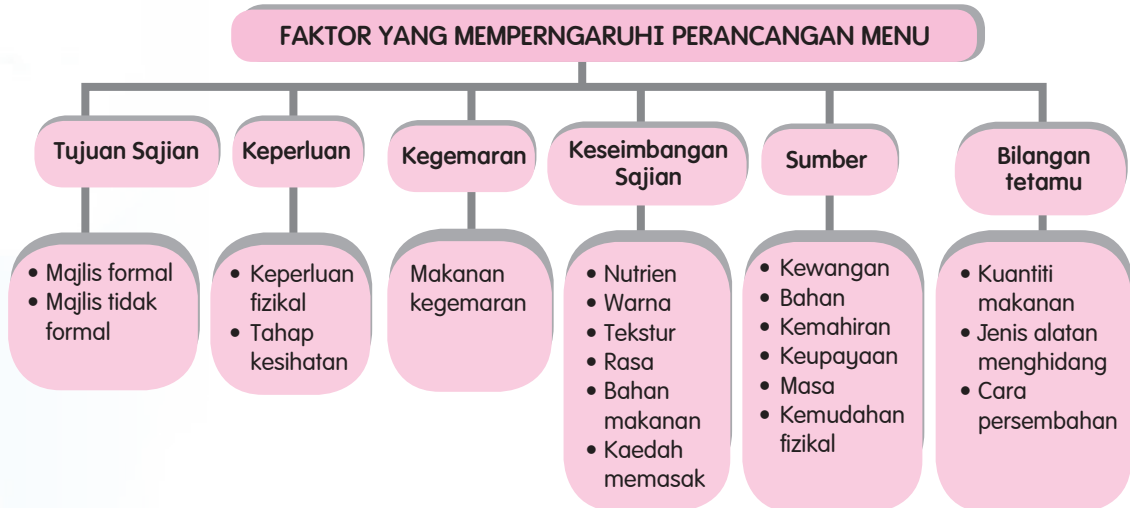 FAKTOR YANG MEMPERNGARUHI PERANCANGAN MENU
Tujuan Sajian
Keperluan
Kegemaran
Keseimbangan
Sajian
Sumber
Bilangan
tetamu
• Majlis formal
• Majlis tidak
formal
• Keperluan
fizikal
• Tahap
kesihatan
Makanan
kegemaran
• Nutrien
• Warna
• Tekstur
• Rasa
• Bahan
makanan
• Kaedah
memasak
• Kewangan
• Bahan
• Kemahiran
• Keupayaan
• Masa
• Kemudahan
fizikal
• Kuantiti
makanan
• Jenis alatan
menghidang
• Cara
persembahan